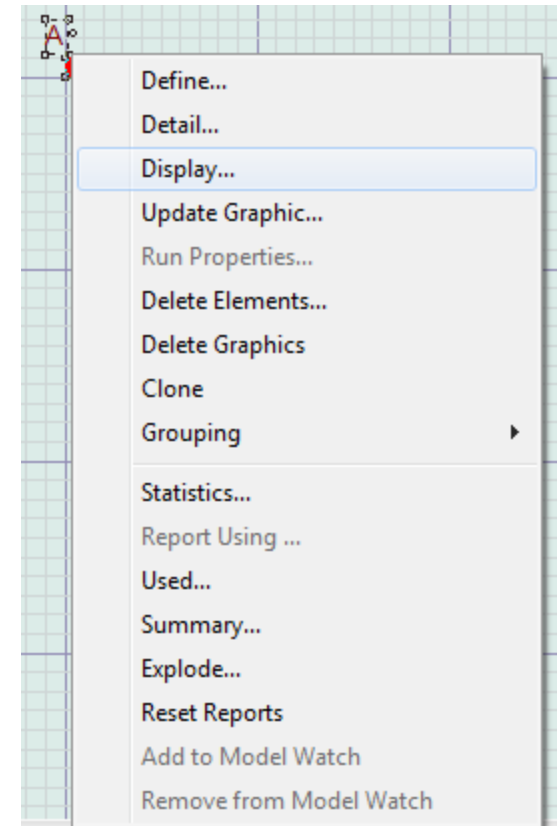 A
Define...
Detail...
Display...
Update Graphic...
Run Properties...
Delete Elements...
Delete Graphics
Clone
Grouping
Statistics...
Report Using ...
Used...
Summary...
Explode...
Reset Reports
Add to Model Watch
Remove from Model Watch